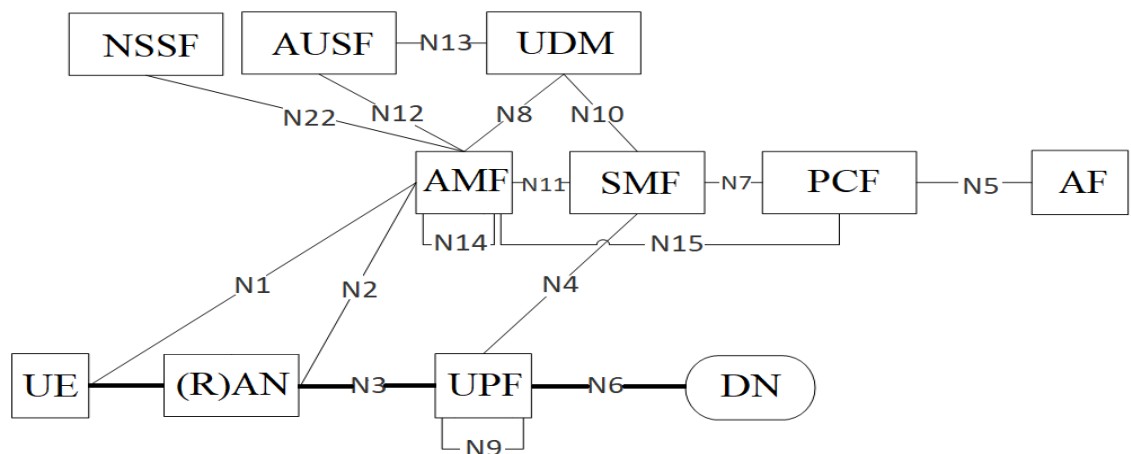 NSSF AUSF N13 UDM
N22 N12 N8 N10
AMF N11 SMF N7 PCF N5 AF
N14 N15
N1 N2 N4
UE (R)AN N3 UPF N6 DN
N9